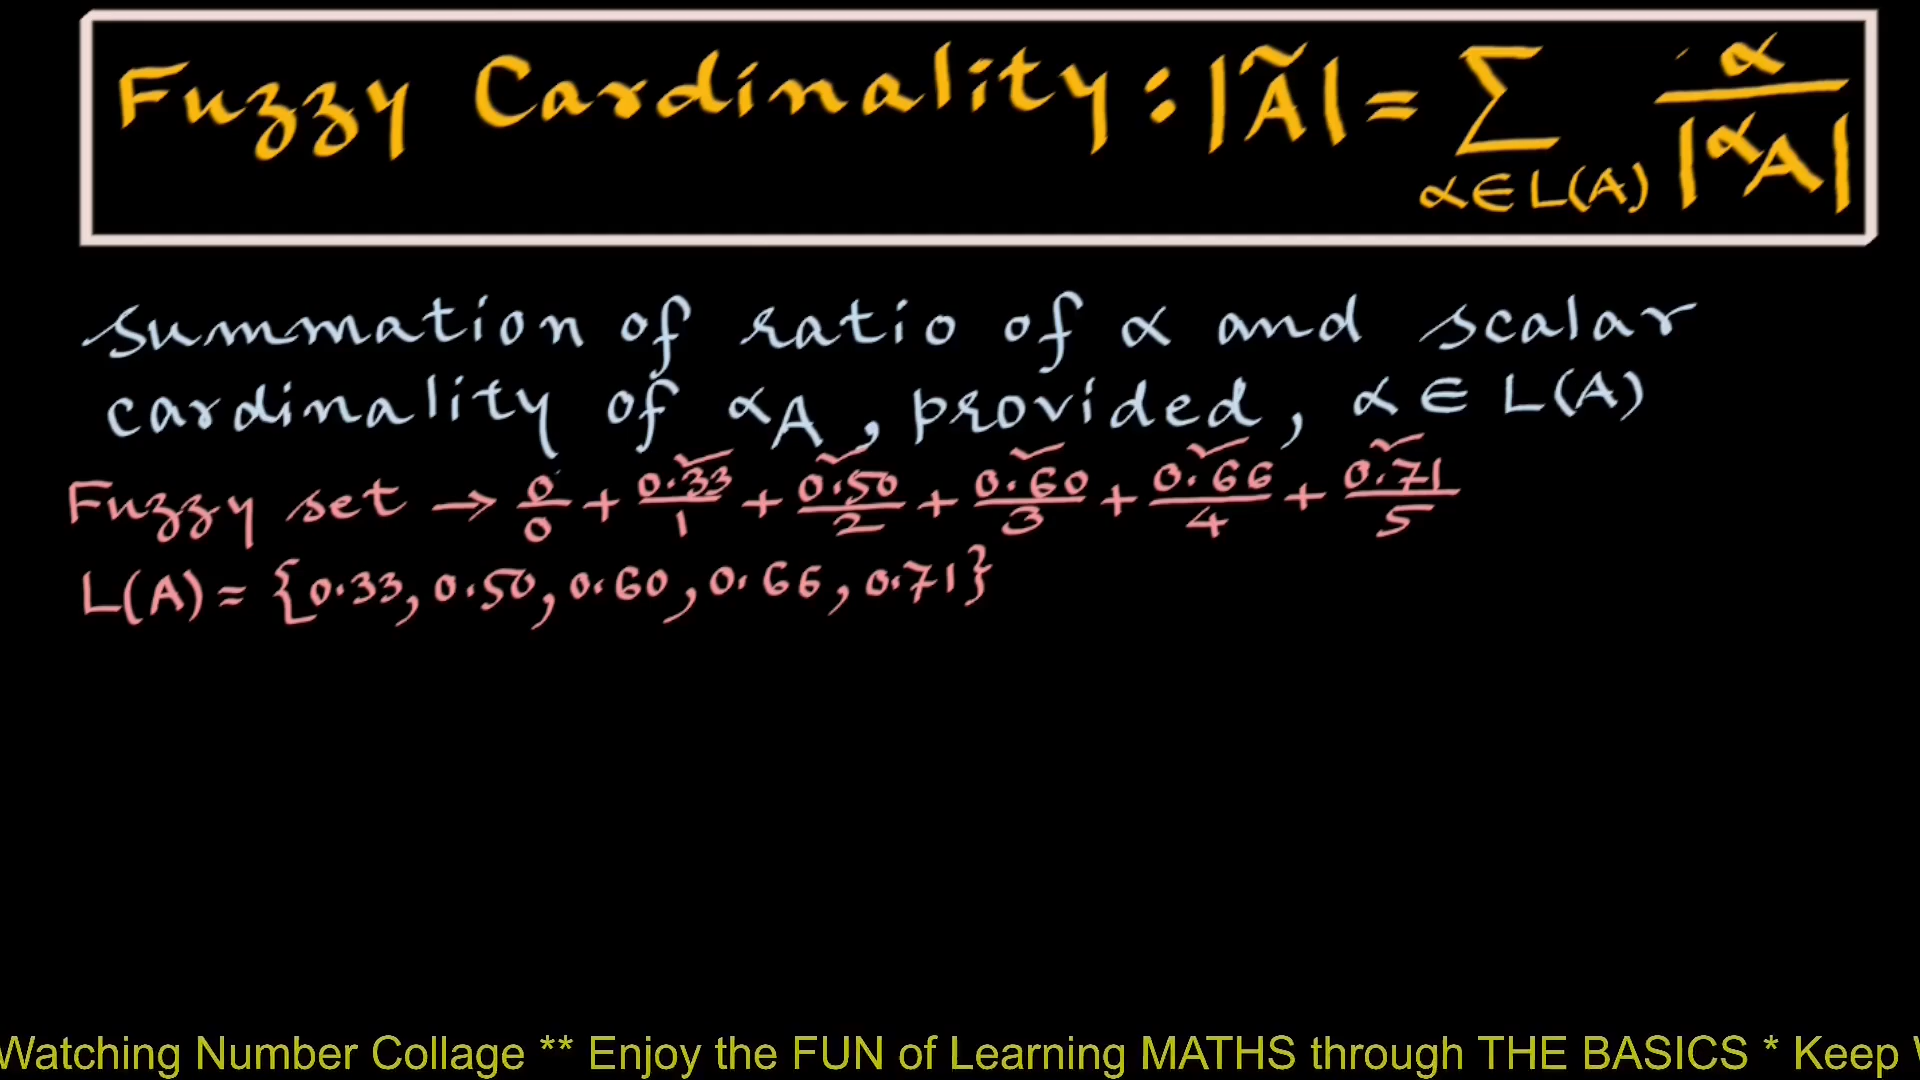 Fuzzy Cardinality: |Ã| = Σ α∈L(A) α/|αA|
summation of ratio of α and scalar
cardinality of αA, provided, α ∈ L(A)
Fuzzy set → 0/0 + 0.33/1 + 0.50/2 + 0.60/3 + 0.66/4 + 0.71/5
L(A) = {0.33, 0.50, 0.60, 0.66, 0.71}
Watching Number Collage ** Enjoy the FUN of Learning MATHS through THE BASICS * Keep